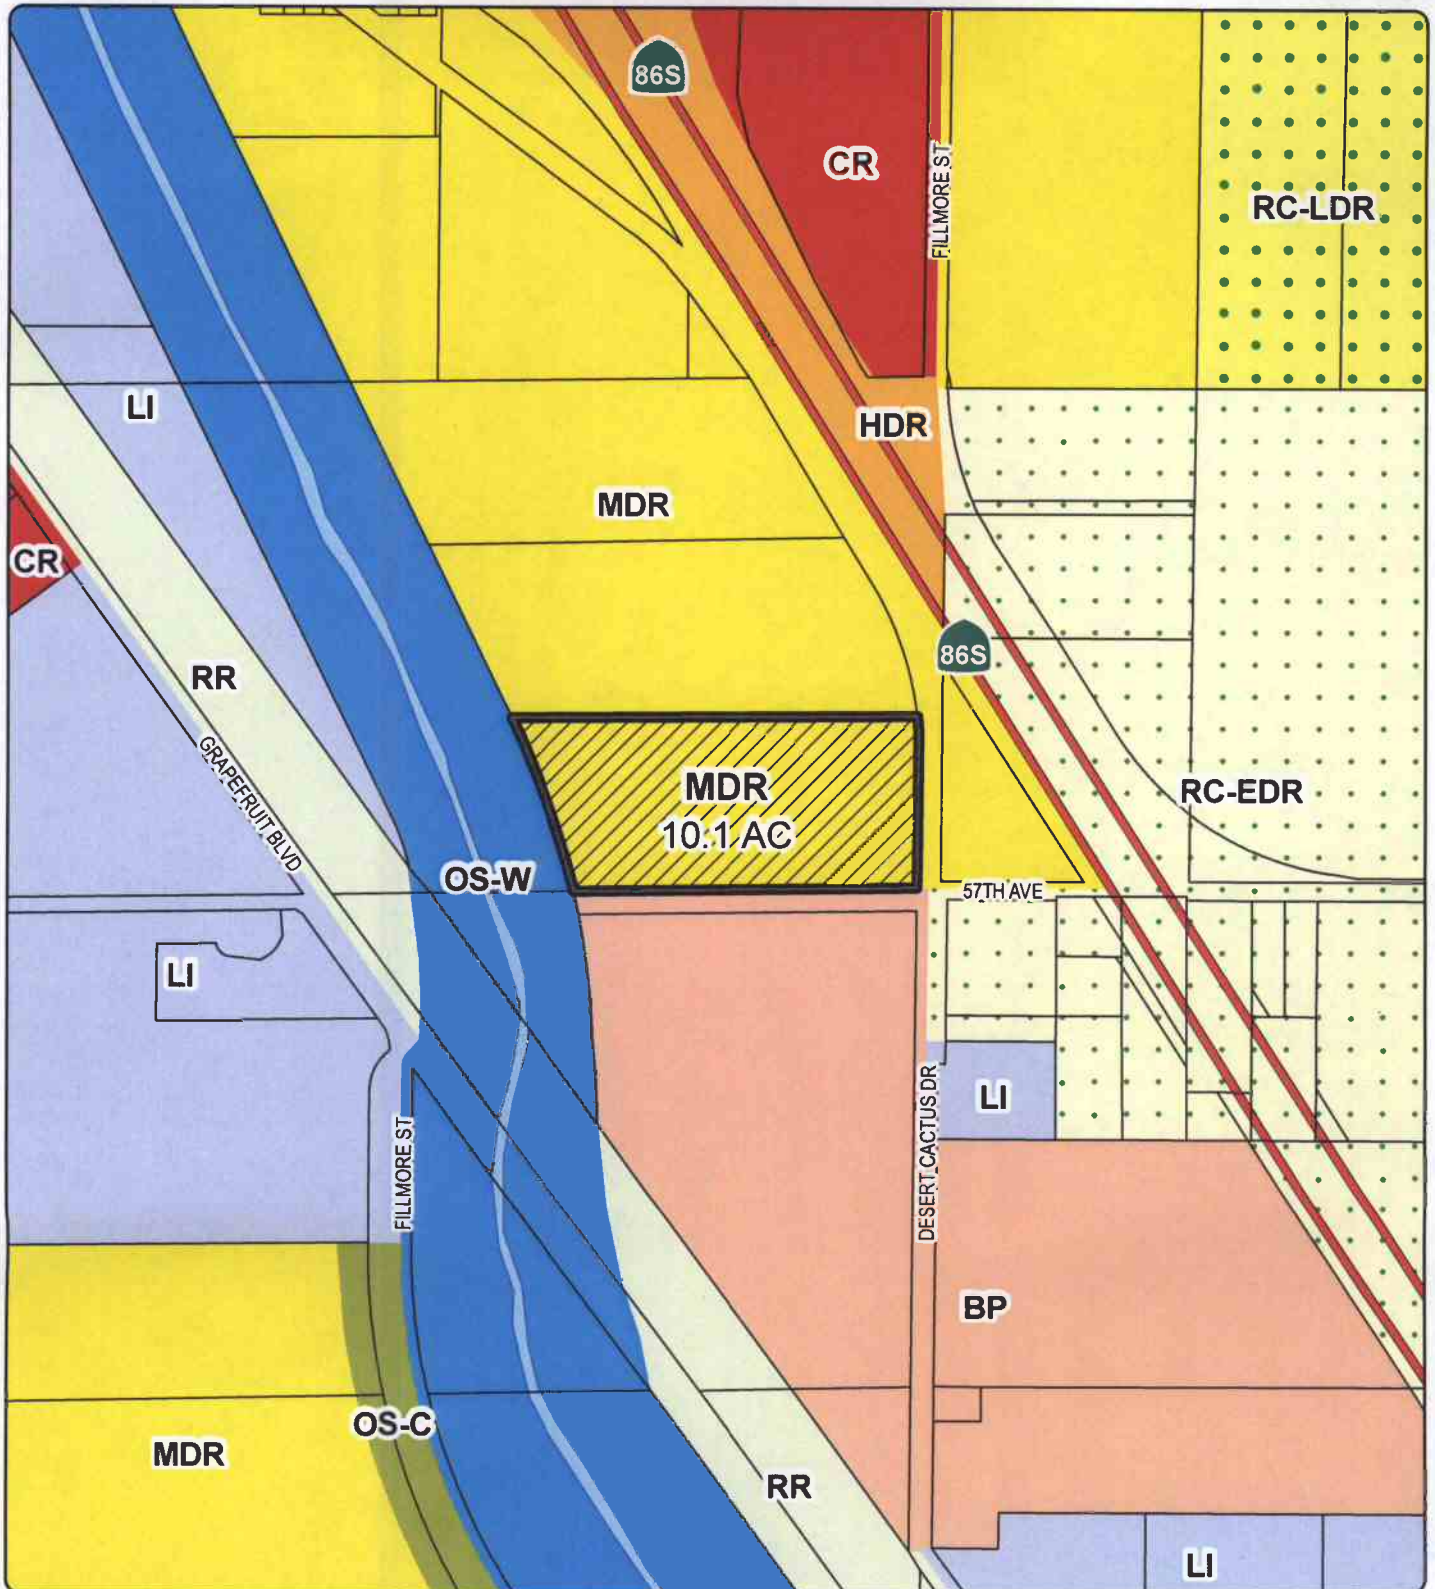 86S
CR
FILLMORE ST
RC-LDR
LI
HDR
MDR
CR
86S
RR
GRAPEFRUIT BLVD
MDR
10.1 AC
RC-EDR
OS-W
57TH AVE
LI
LI
FILLMORE ST
DESERT CACTUS DR
BP
OS-C
MDR
RR
LI